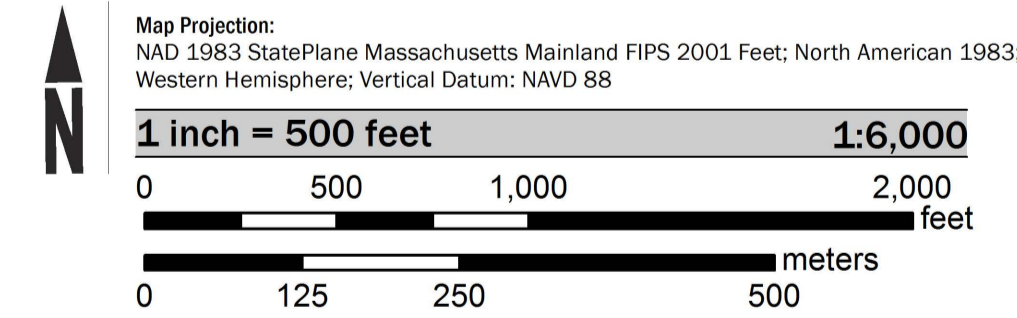 N
Map Projection:
NAD 1983 StatePlane Massachusetts Mainland FIPS 2001 Feet; North American 1983;
Western Hemisphere; Vertical Datum: NAVD 88
1 inch = 500 feet 1:6,000
0 500 1,000 2,000
feet
meters
0 125 250 500